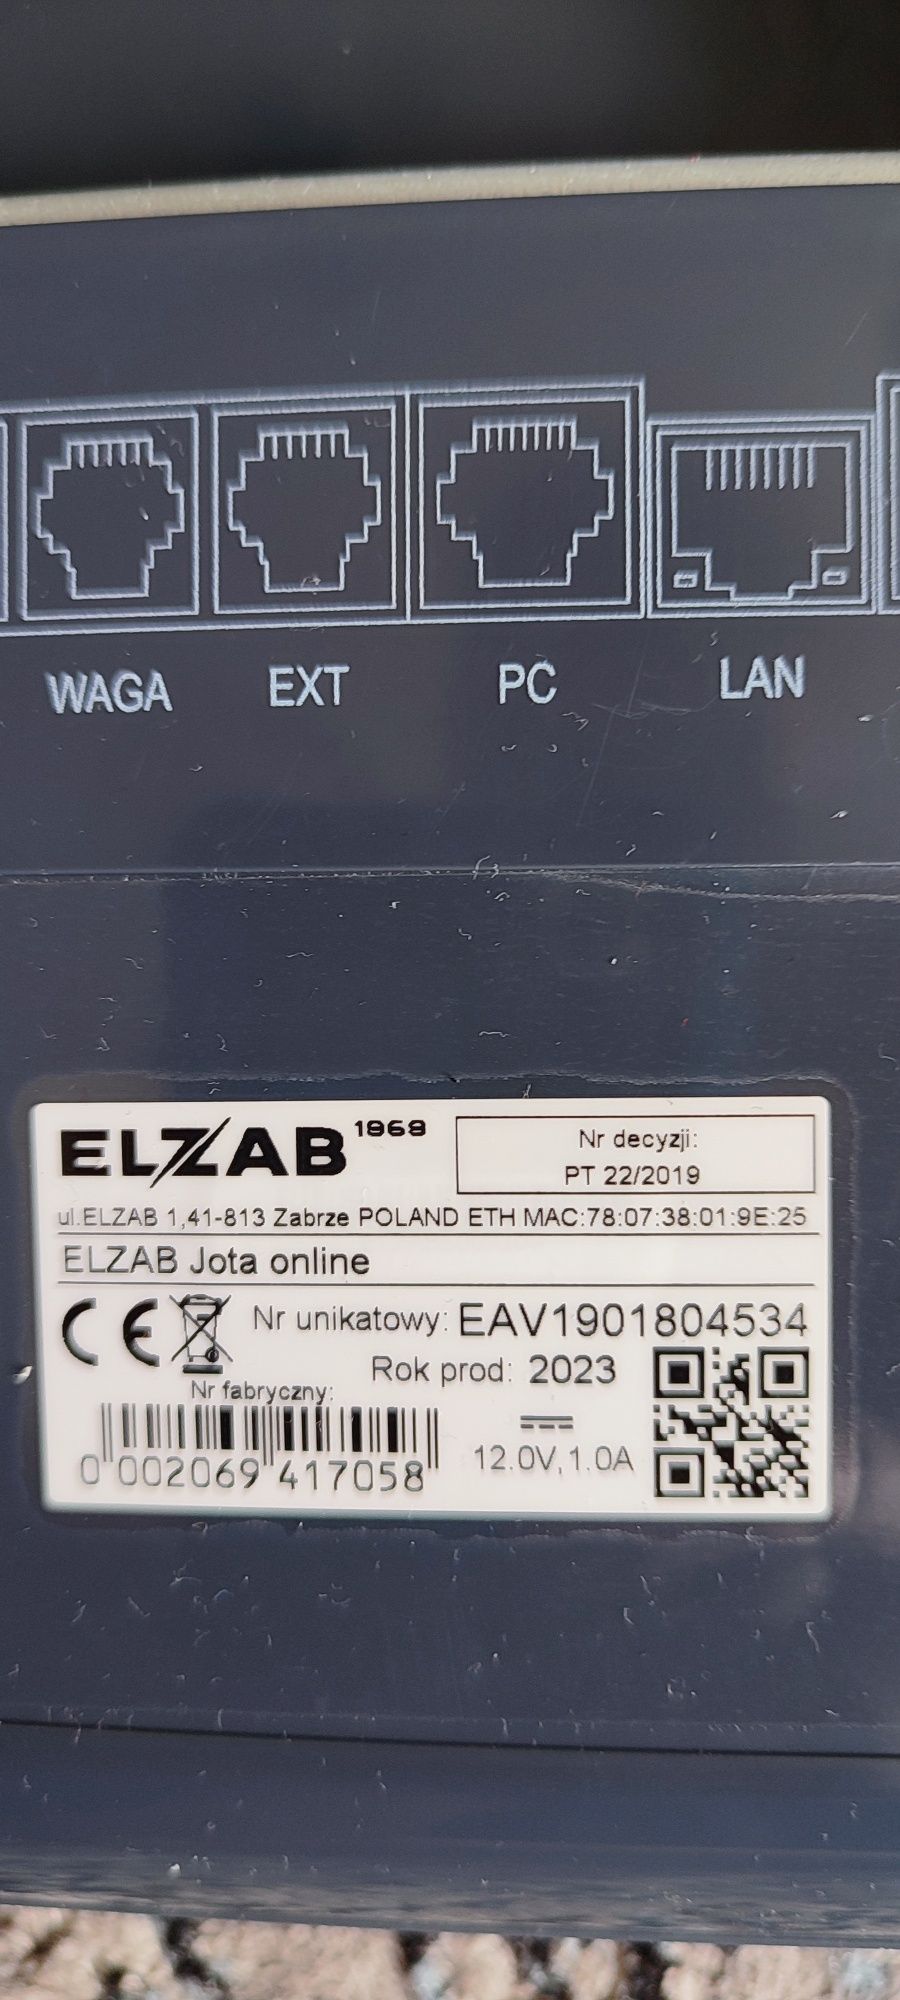 WAGA EXT PC LAN
ELZAB 1969
Nr decyzji:
PT 22/2019
ul.ELZAB 1,41-813 Zabrze POLAND ETH MAC:78:07:38:01:9E:25
ELZAB Jota online
CE Nr unikatowy: EAV1901804534
Rok prod: 2023
Nr fabryczny:
0 002069 417058
12.0V,1.0A